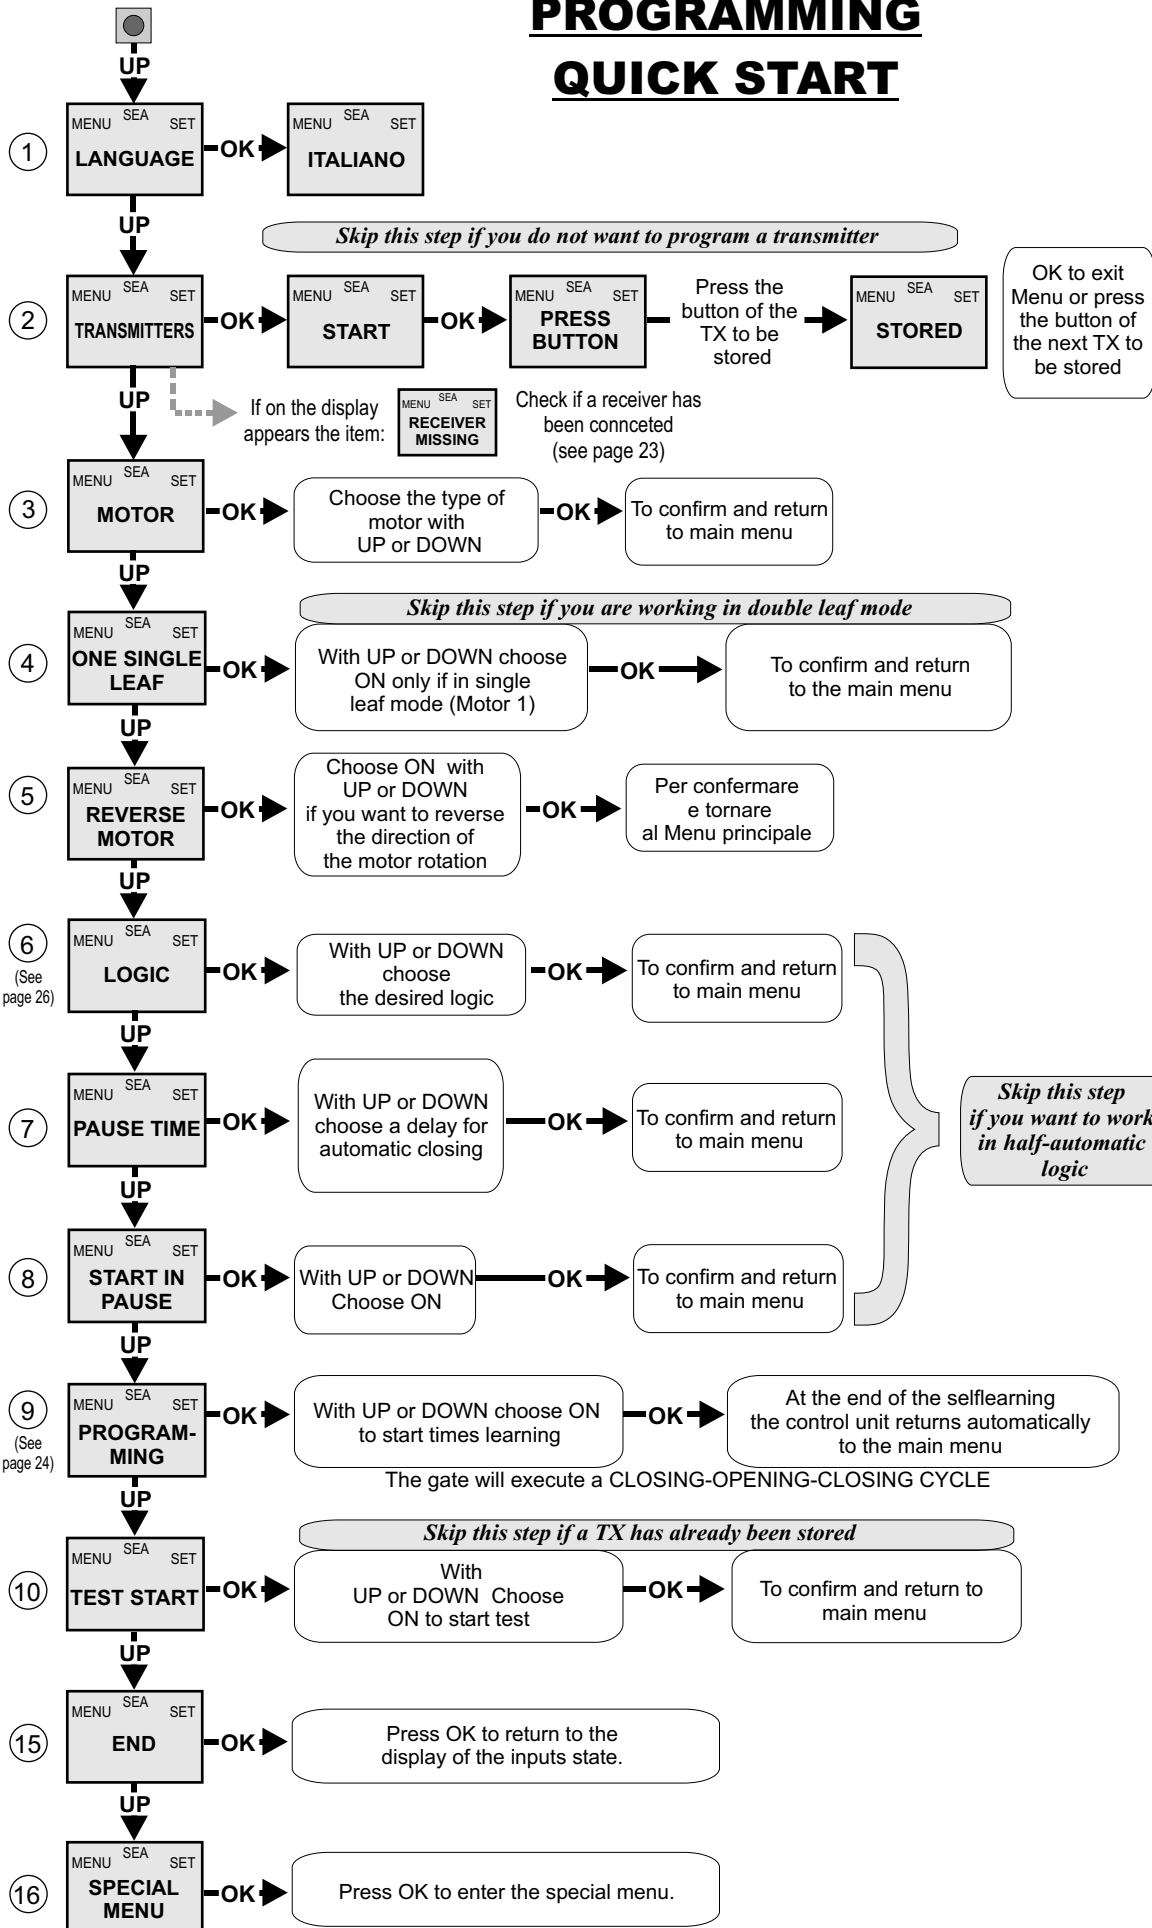 PROGRAMMING
QUICK START
UP
1
MENU SEA SET
LANGUAGE
OK
MENU SEA SET
ITALIANO
UP
Skip this step if you do not want to program a transmitter
2
MENU SEA SET
TRANSMITTERS
OK
MENU SEA SET
START
OK
MENU SEA SET
PRESS
BUTTON
Press the
button of the
TX to be
stored
MENU SEA SET
STORED
OK to exit
Menu or press
the button of
the next TX to
be stored
UP
If on the display
appears the item:
MENU SEA SET
RECEIVER
MISSING
Check if a receiver has
been connceted
(see page 23)
3
MENU SEA SET
MOTOR
OK
Choose the type of
motor with
UP or DOWN
OK
To confirm and return
to main menu
UP
Skip this step if you are working in double leaf mode
4
MENU SEA SET
ONE SINGLE
LEAF
OK
With UP or DOWN choose
ON only if in single
leaf mode (Motor 1)
OK
To confirm and return
to the main menu
UP
5
MENU SEA SET
REVERSE
MOTOR
OK
Choose ON with
UP or DOWN
if you want to reverse
the direction of
the motor rotation
OK
Per confermare
e tornare
al Menu principale
UP
6
(See
page 26)
MENU SEA SET
LOGIC
OK
With UP or DOWN
choose
the desired logic
OK
To confirm and return
to main menu
UP
7
MENU SEA SET
PAUSE TIME
OK
With UP or DOWN
choose a delay for
automatic closing
OK
To confirm and return
to main menu
Skip this step
if you want to work
in half-automatic
logic
UP
8
MENU SEA SET
START IN
PAUSE
OK
With UP or DOWN
Choose ON
OK
To confirm and return
to main menu
UP
9
(See
page 24)
MENU SEA SET
PROGRAM-
MING
OK
With UP or DOWN choose ON
to start times learning
OK
At the end of the selflearning
the control unit returns automatically
to the main menu
The gate will execute a CLOSING-OPENING-CLOSING CYCLE
UP
Skip this step if a TX has already been stored
10
MENU SEA SET
TEST START
OK
With
UP or DOWN Choose
ON to start test
OK
To confirm and return to
main menu
UP
15
MENU SEA SET
END
OK
Press OK to return to the
display of the inputs state.
UP
16
MENU SEA SET
SPECIAL
MENU
OK
Press OK to enter the special menu.